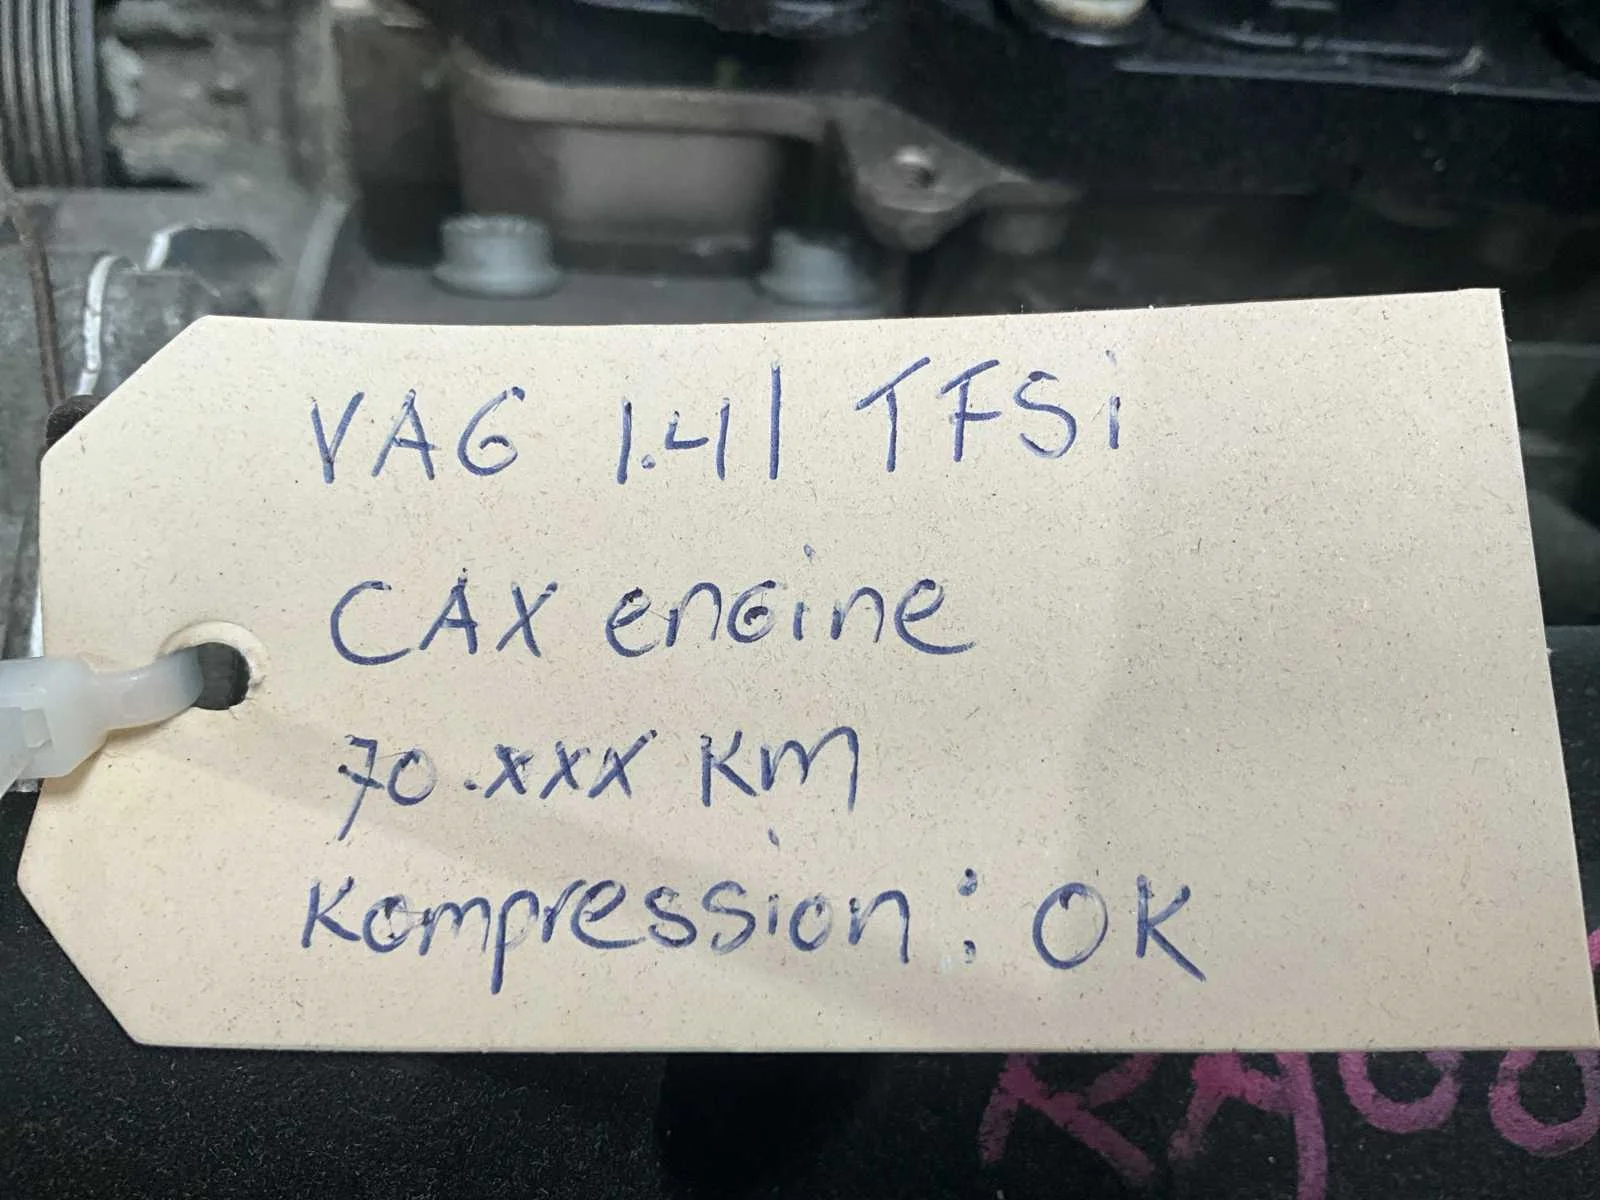 VAG 1.4l TFSi
CAX engine
70.xxx KM
Kompression: OK